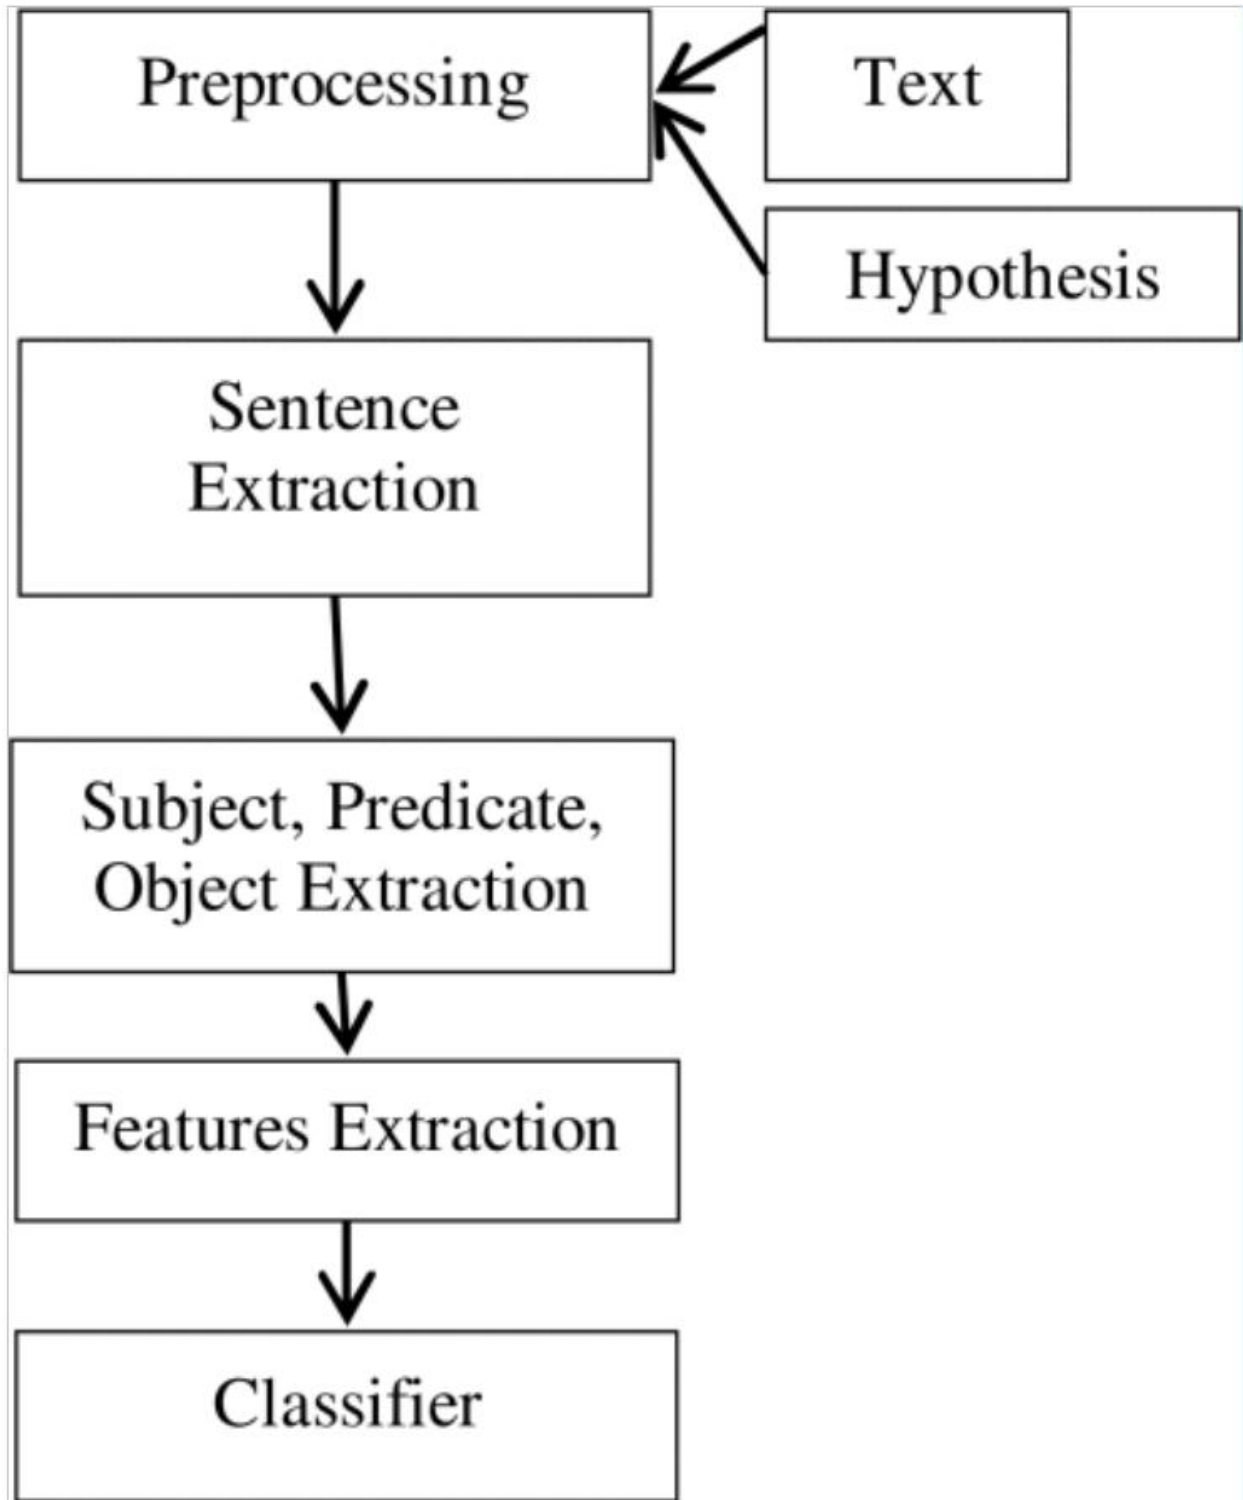 Preprocessing
Text
Hypothesis
Sentence
Extraction
Subject, Predicate,
Object Extraction
Features Extraction
Classifier